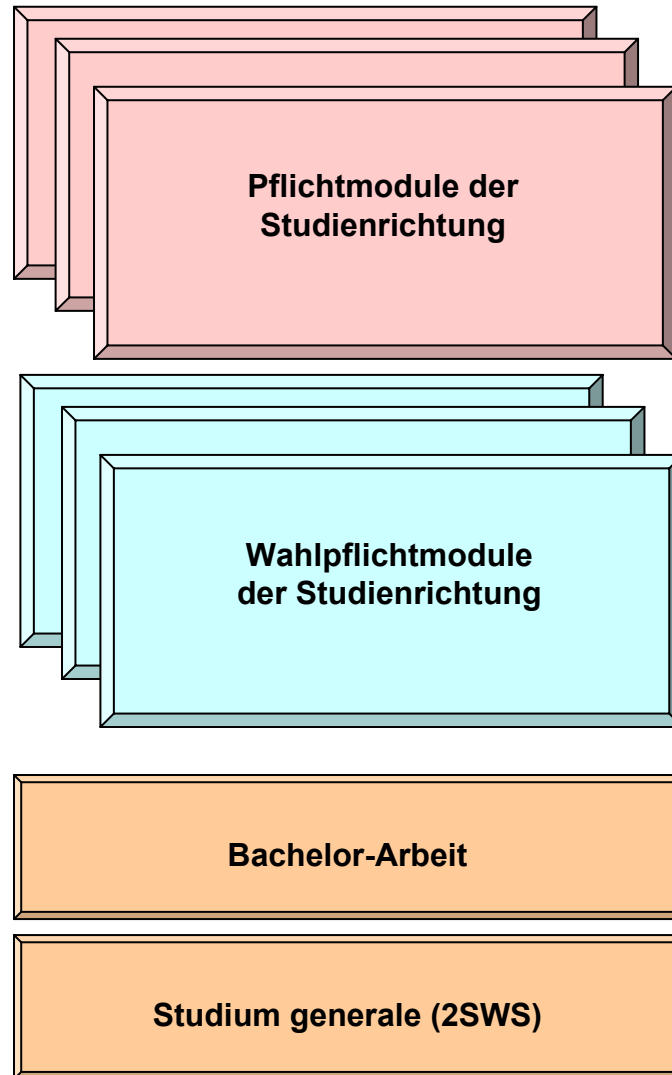 Pflichtmodule der
Studienrichtung
Wahlpflichtmodule
der Studienrichtung
Bachelor-Arbeit
Studium generale (2SWS)